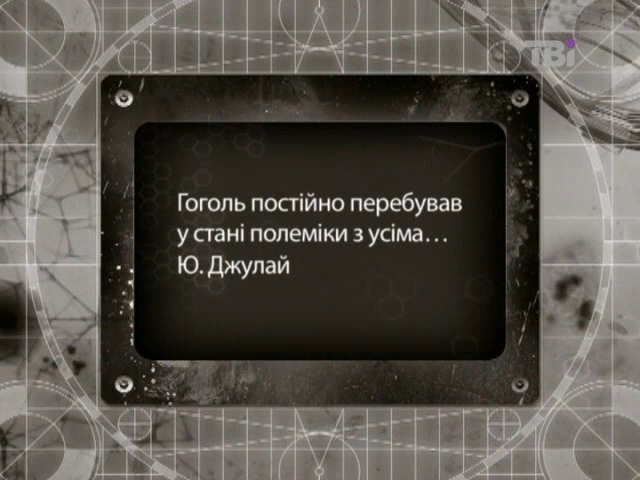 ТВі
Гоголь постійно перебував
у стані полеміки з усіма…
Ю. Джулай